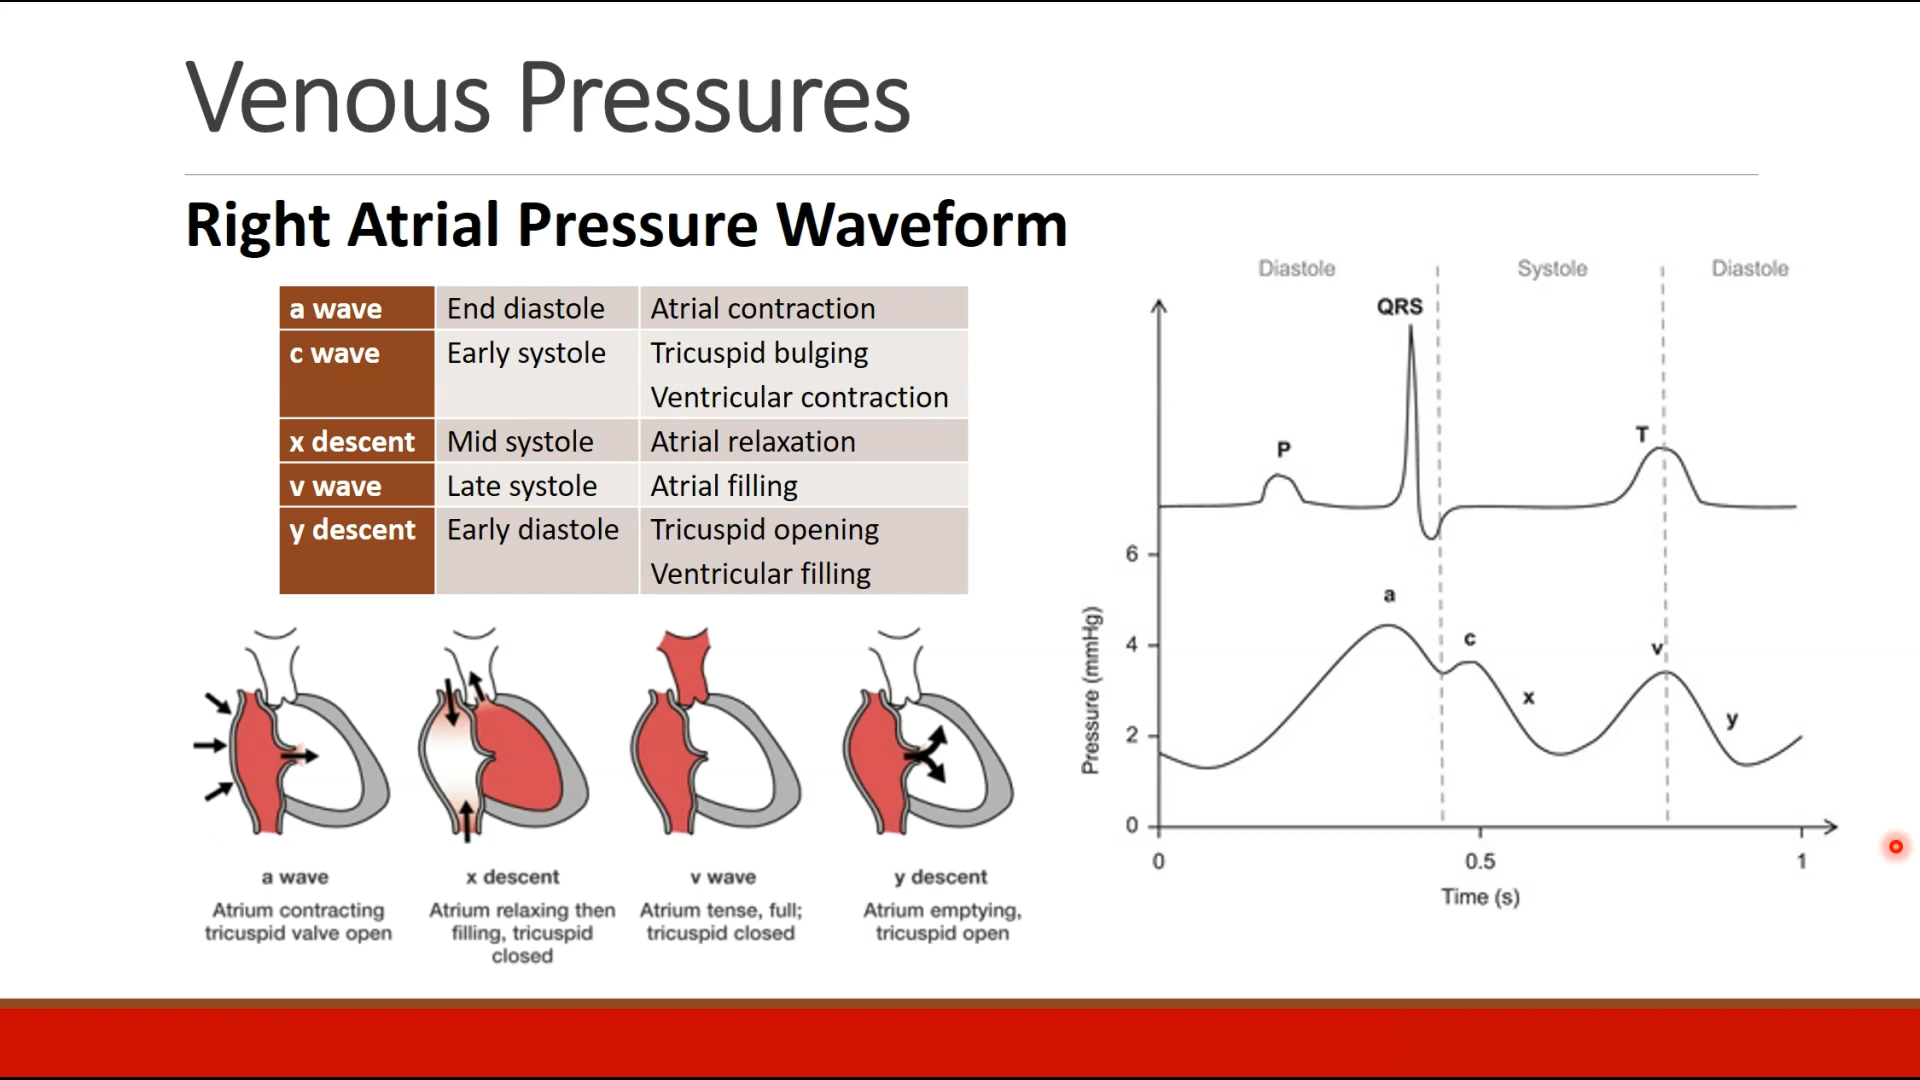 Venous Pressures
Right Atrial Pressure Waveform
a wave End diastole Atrial contraction
c wave Early systole Tricuspid bulging
Ventricular contraction
x descent Mid systole Atrial relaxation
v wave Late systole Atrial filling
y descent Early diastole Tricuspid opening
Ventricular filling
a wave
Atrium contracting
tricuspid valve open
x descent
Atrium relaxing then
filling, tricuspid
closed
v wave
Atrium tense, full;
tricuspid closed
y descent
Atrium emptying,
tricuspid open
Diastole Systole Diastole
QRS
P
T
6
4
2
0
Pressure (mmHg)
a
c
x
v
y
0 0.5 1
Time (s)